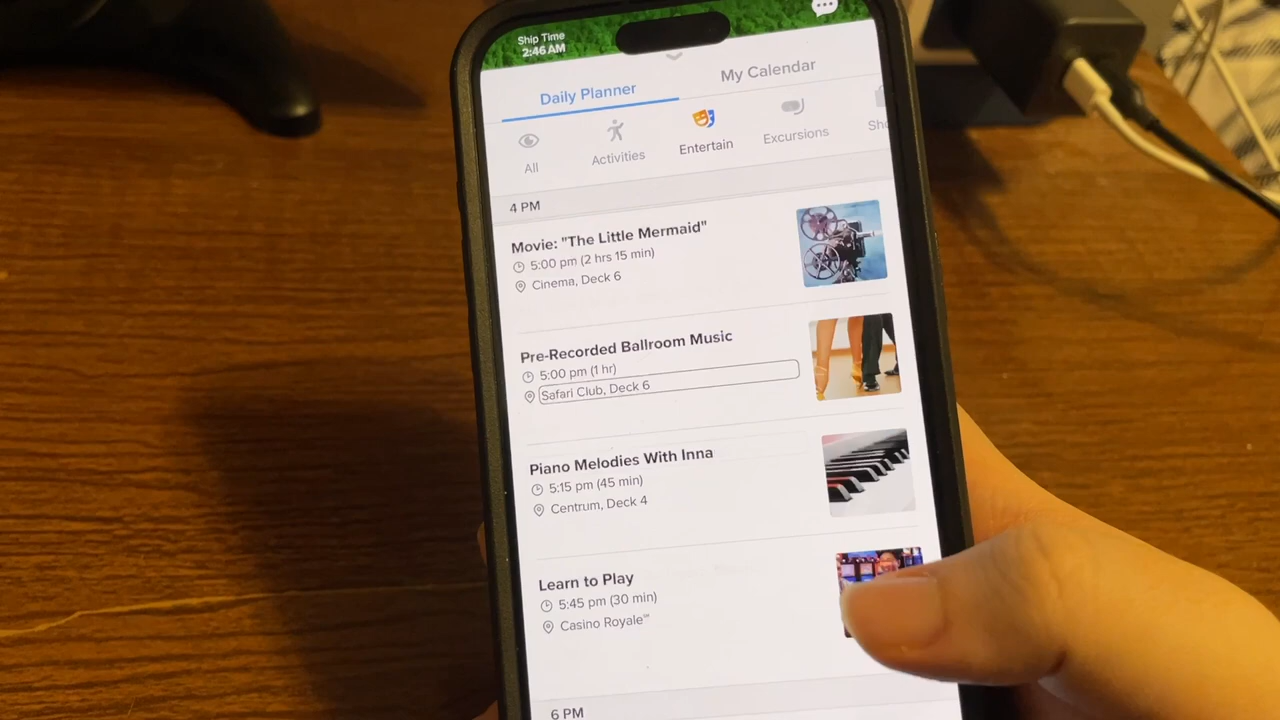 Ship Time
2:46 AM
Daily Planner
My Calendar
All
Activities
Entertain
Excursions
4 PM
Movie: "The Little Mermaid"
5:00 pm (2 hrs 15 min)
Cinema, Deck 6
Pre-Recorded Ballroom Music
5:00 pm (1 hr)
Safari Club, Deck 6
Piano Melodies With Inna
5:15 pm (45 min)
Centrum, Deck 4
Learn to Play
5:45 pm (30 min)
Casino Royale℠
6 PM